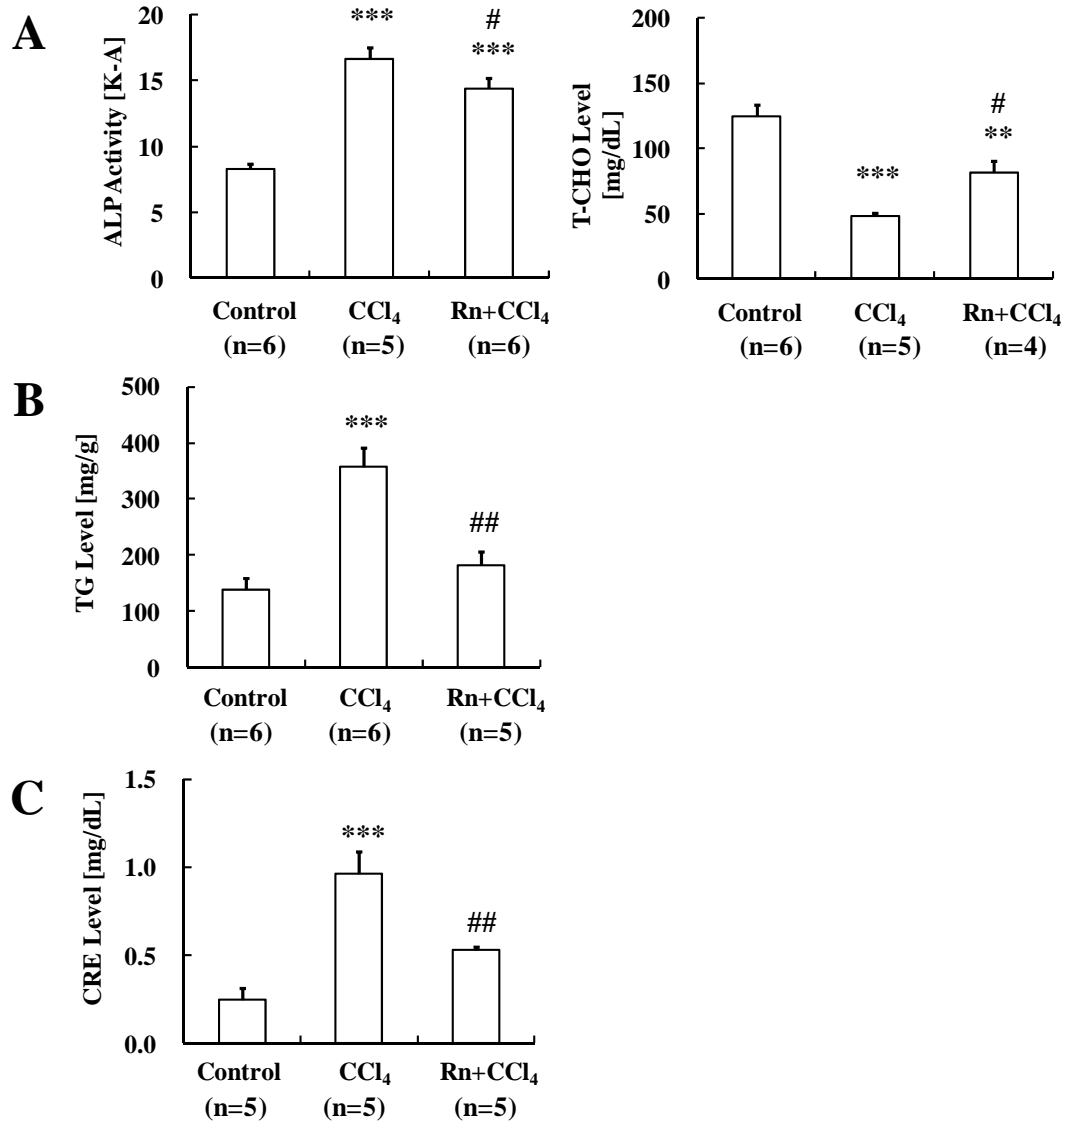 A
ALP Activity [K-A]
20
15
10
5
0
***
#
***
Control
CCl₄
Rn+CCl₄
(n=6)
(n=5)
(n=6)
T-CHO Level
[mg/dL]
200
150
100
50
0
***
#
**
Control
CCl₄
Rn+CCl₄
(n=6)
(n=5)
(n=4)
B
TG Level [mg/g]
500
400
300
200
100
0
***
##
Control
CCl₄
Rn+CCl₄
(n=6)
(n=6)
(n=5)
C
CRE Level [mg/dL]
1.5
1.0
0.5
0.0
***
##
Control
CCl₄
Rn+CCl₄
(n=5)
(n=5)
(n=5)